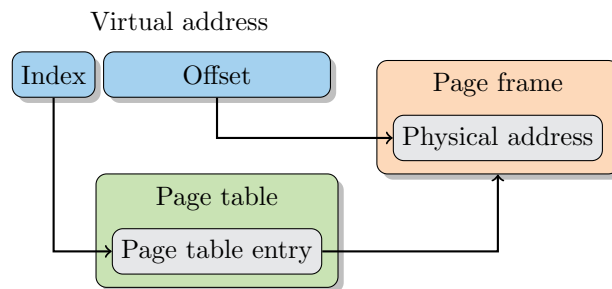 Virtual address
Index
Offset
Page frame
Physical address
Page table
Page table entry